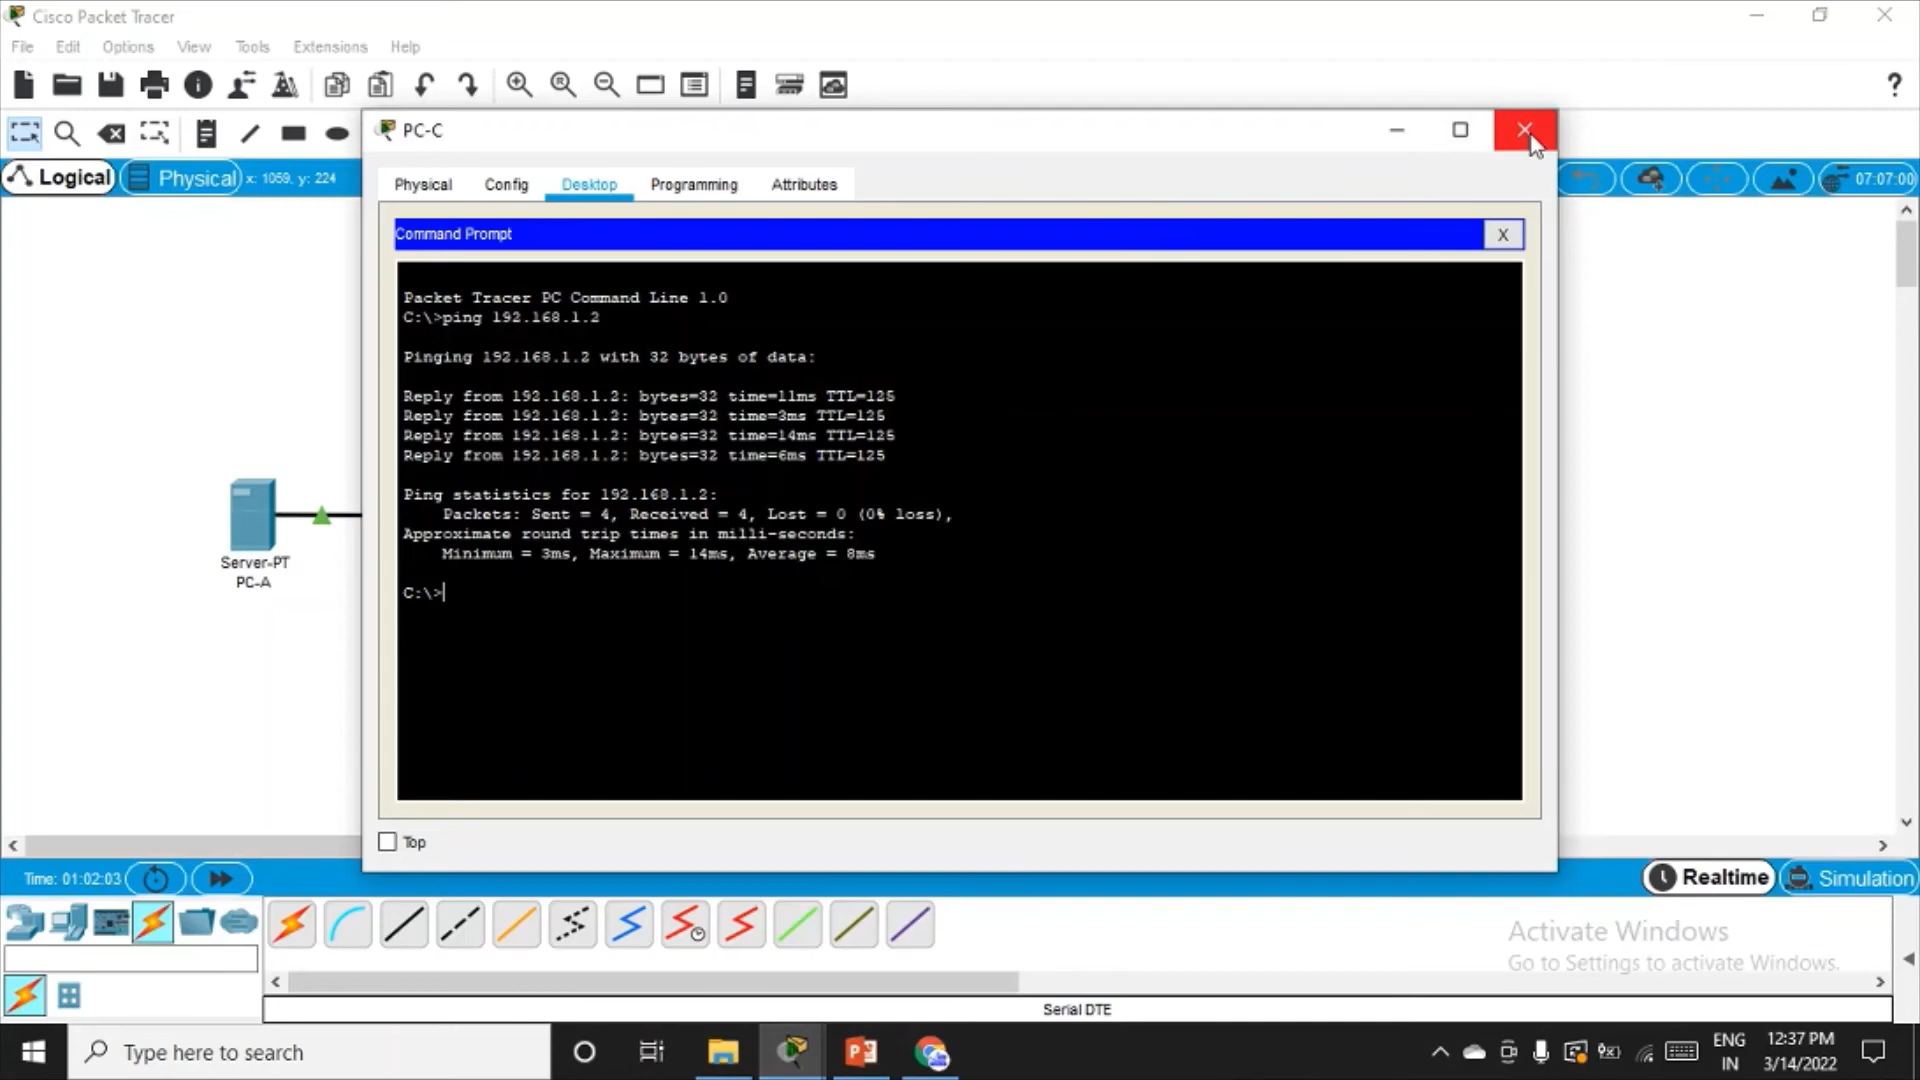 Cisco Packet Tracer
File Edit Options View Tools Extensions Help
?
PC-C
Logical Physical x: 1059, y: 224
07:07:00
Physical Config Desktop Programming Attributes
Command Prompt X
Packet Tracer PC Command Line 1.0
C:\>ping 192.168.1.2
Pinging 192.168.1.2 with 32 bytes of data:
Reply from 192.168.1.2: bytes=32 time=11ms TTL=125
Reply from 192.168.1.2: bytes=32 time=3ms TTL=125
Reply from 192.168.1.2: bytes=32 time=14ms TTL=125
Reply from 192.168.1.2: bytes=32 time=6ms TTL=125
Ping statistics for 192.168.1.2:
Packets: Sent = 4, Received = 4, Lost = 0 (0% loss),
Approximate round trip times in milli-seconds:
Minimum = 3ms, Maximum = 14ms, Average = 8ms
C:\>
Server-PT
PC-A
Top
Time: 01:02:03
Realtime Simulation
Activate Windows
Go to Settings to activate Windows.
Serial DTE
Type here to search
ENG
IN
12:37 PM
3/14/2022